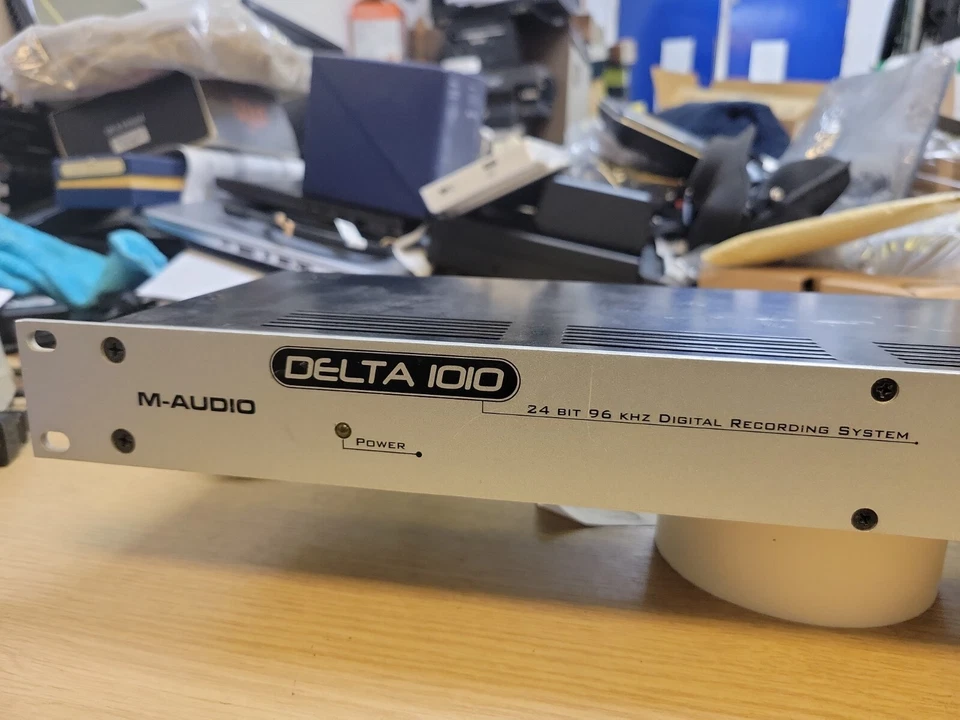 DELTA 1010
M-AUDIO
24 BIT 96 KHZ DIGITAL RECORDING SYSTEM
POWER